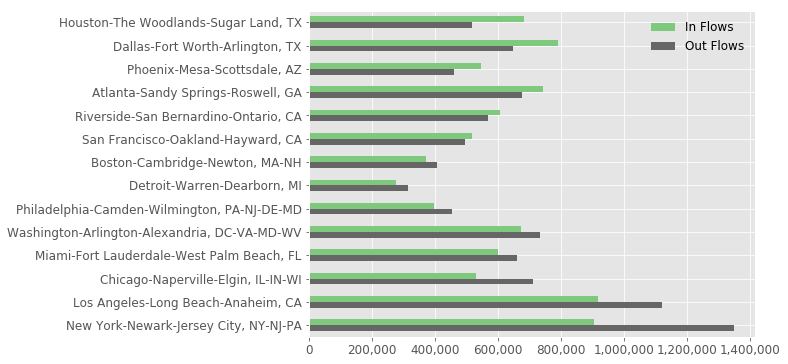 Houston-The Woodlands-Sugar Land, TX
Dallas-Fort Worth-Arlington, TX
Phoenix-Mesa-Scottsdale, AZ
Atlanta-Sandy Springs-Roswell, GA
Riverside-San Bernardino-Ontario, CA
San Francisco-Oakland-Hayward, CA
Boston-Cambridge-Newton, MA-NH
Detroit-Warren-Dearborn, MI
Philadelphia-Camden-Wilmington, PA-NJ-DE-MD
Washington-Arlington-Alexandria, DC-VA-MD-WV
Miami-Fort Lauderdale-West Palm Beach, FL
Chicago-Naperville-Elgin, IL-IN-WI
Los Angeles-Long Beach-Anaheim, CA
New York-Newark-Jersey City, NY-NJ-PA
In Flows
Out Flows
0 200,000 400,000 600,000 800,000 1,000,000 1,200,000 1,400,000